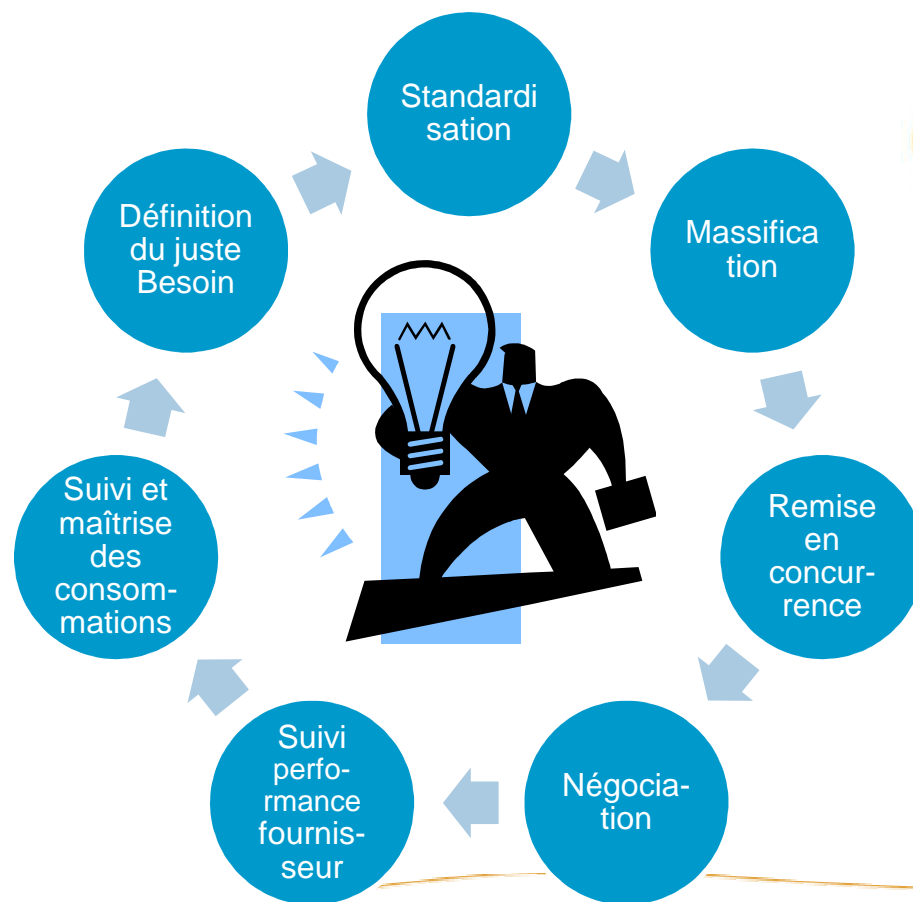 Standardi
sation
Massifica
tion
Remise
en
concur-
rence
Négocia-
tion
Suivi
perfo-
rmance
fournis-
seur
Suivi et
maîtrise
des
consom-
mations
Définition
du juste
Besoin